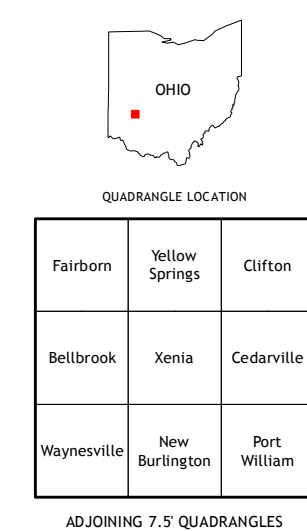 OHIO
QUADRANGLE LOCATION
Fairborn
Yellow
Springs
Clifton
Bellbrook
Xenia
Cedarville
Waynesville
New
Burlington
Port
William
ADJOINING 7.5' QUADRANGLES